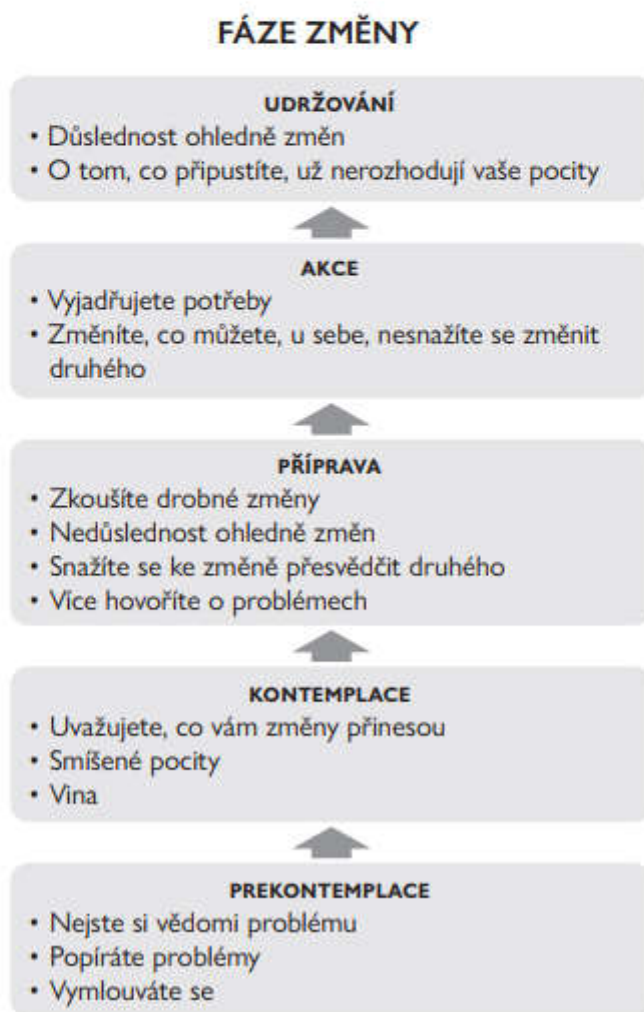 FÁZE ZMĚNY
UDRŽOVÁNÍ
• Důslednost ohledně změn
• O tom, co připustíte, už nerozhodují vaše pocity
AKCE
• Vyjadřujete potřeby
• Změníte, co můžete, u sebe, nesnažíte se změnit
druhého
PŘÍPRAVA
• Zkoušíte drobné změny
• Nedůslednost ohledně změn
• Snažíte se ke změně přesvědčit druhého
• Více hovoříte o problémech
KONTEMPLACE
• Uvažujete, co vám změny přinesou
• Smíšené pocity
• Vina
PREKONTEMPLACE
• Nejste si vědomi problému
• Popíráte problémy
• Vymlouváte se